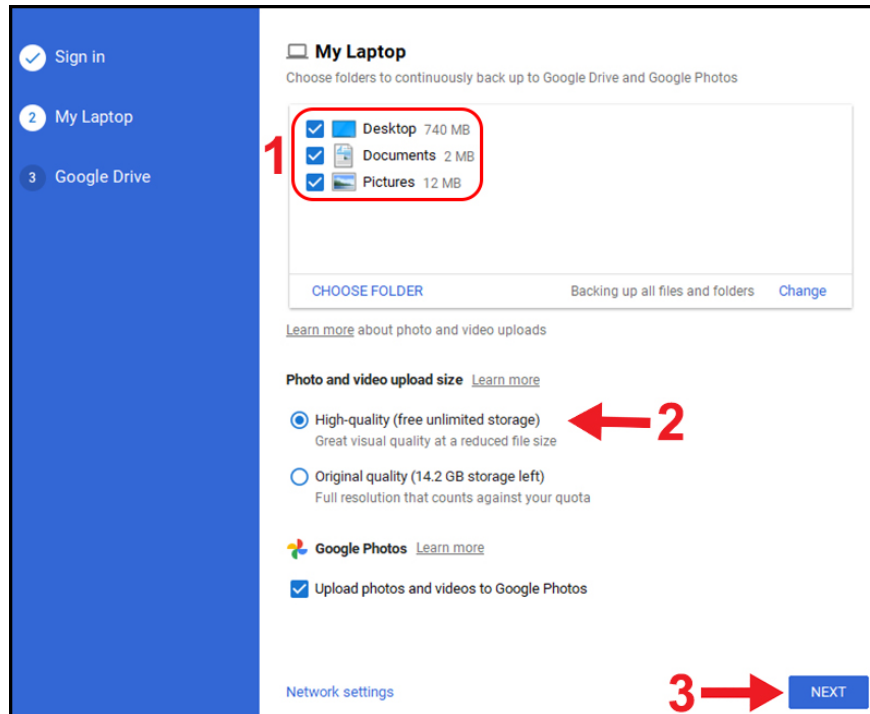 Sign in
2 My Laptop
3 Google Drive
My Laptop
Choose folders to continuously back up to Google Drive and Google Photos
1
Desktop 740 MB
Documents 2 MB
Pictures 12 MB
CHOOSE FOLDER Backing up all files and folders Change
Learn more about photo and video uploads
Photo and video upload size Learn more
High-quality (free unlimited storage) 2
Great visual quality at a reduced file size
Original quality (14.2 GB storage left)
Full resolution that counts against your quota
Google Photos Learn more
Upload photos and videos to Google Photos
Network settings 3 NEXT